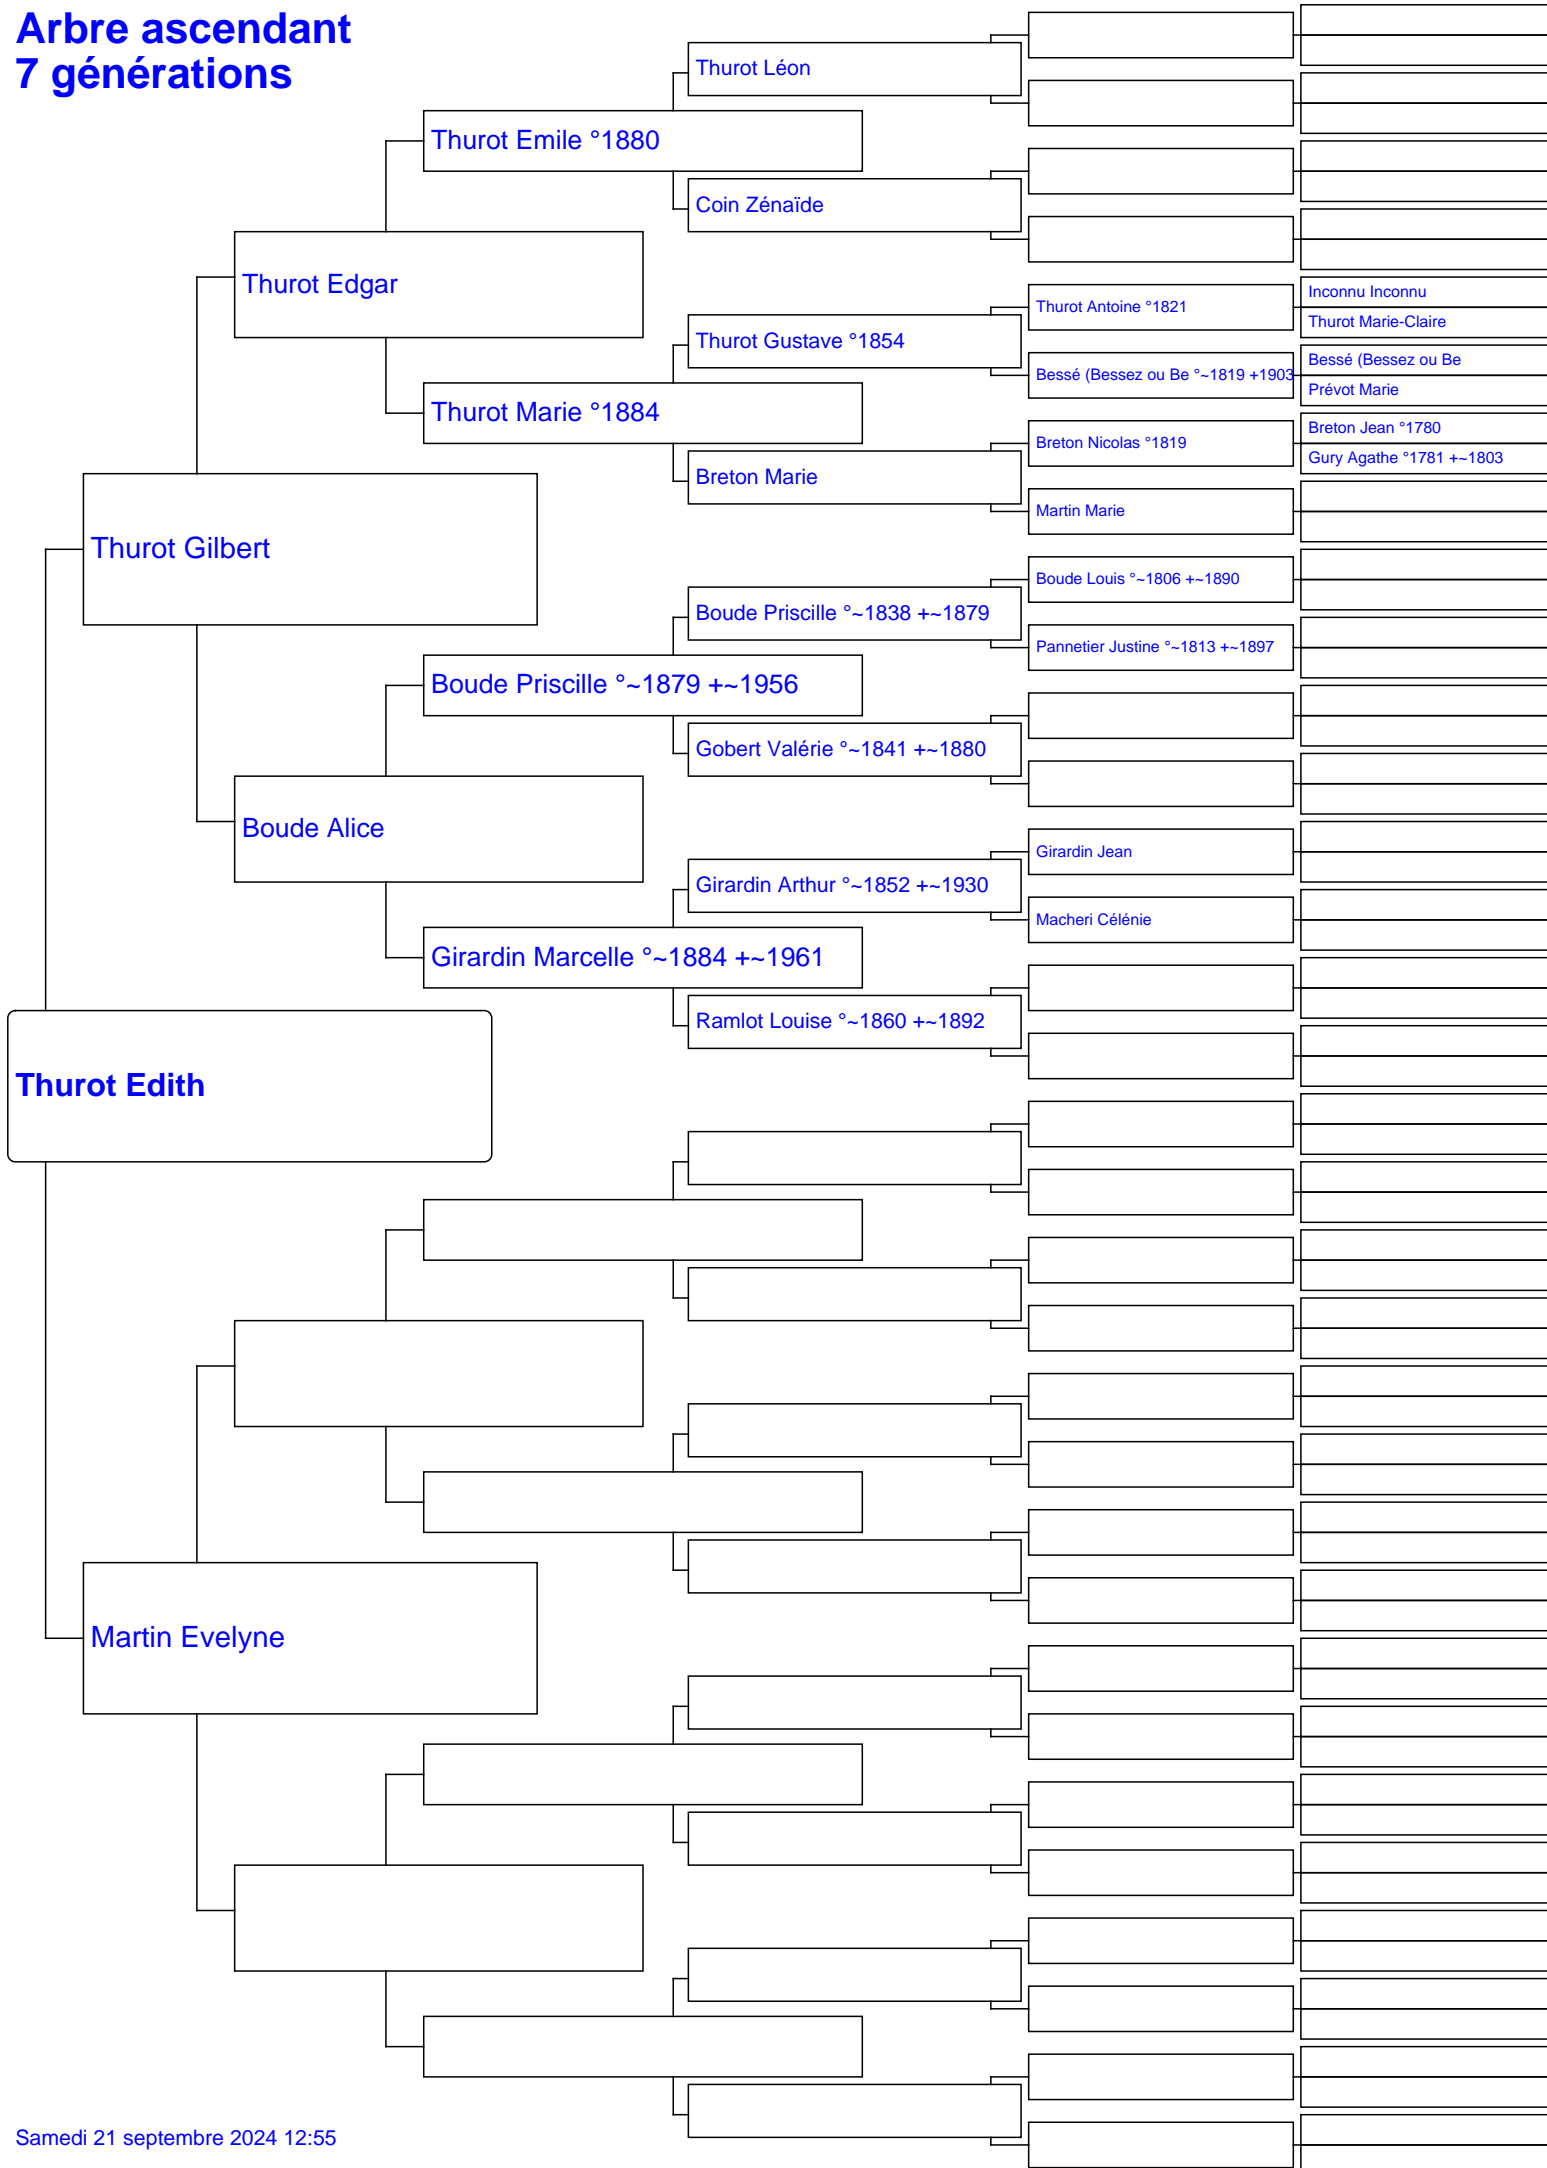 Arbre ascendant
7 générations
Thurot Léon
Thurot Emile °1880
Coin Zénaïde
Thurot Edgar
Inconnu Inconnu
Thurot Antoine °1821
Thurot Marie-Claire
Thurot Gustave °1854
Bessé (Bessez ou Be
Bessé (Bessez ou Be °~1819 +1903
Prévot Marie
Thurot Marie °1884
Breton Jean °1780
Breton Nicolas °1819
Gury Agathe °1781 +~1803
Breton Marie
Martin Marie
Thurot Gilbert
Boude Louis °~1806 +~1890
Boude Priscille °~1838 +~1879
Pannetier Justine °~1813 +~1897
Boude Priscille °~1879 +~1956
Gobert Valérie °~1841 +~1880
Boude Alice
Girardin Jean
Girardin Arthur °~1852 +~1930
Macheri Célénie
Girardin Marcelle °~1884 +~1961
Ramlot Louise °~1860 +~1892
Thurot Edith
Martin Evelyne
Samedi 21 septembre 2024 12:55